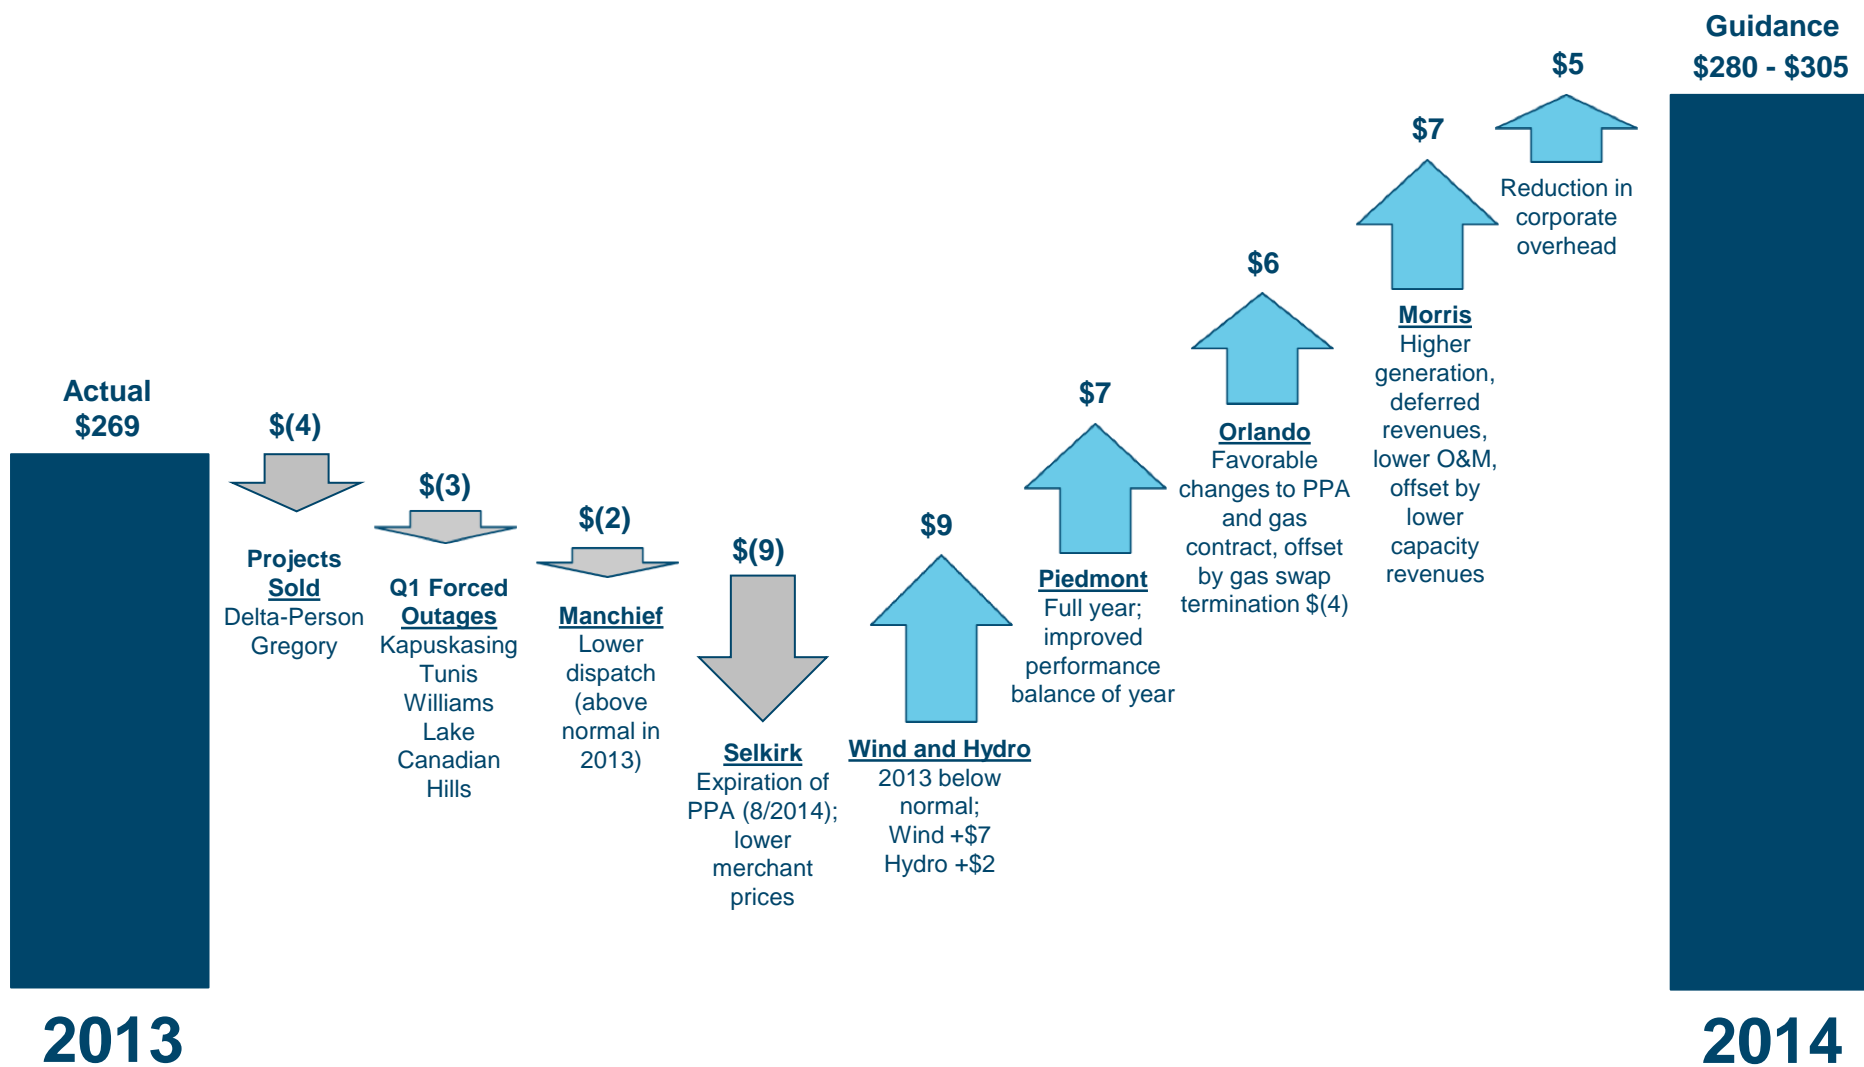 Actual
$269
2013
$(4)
Projects
Sold
Delta-Person
Gregory
$(3)
Q1 Forced
Outages
Kapuskasing
Tunis
Williams
Lake
Canadian
Hills
$(2)
Manchief
Lower
dispatch
(above
normal in
2013)
$(9)
Selkirk
Expiration of
PPA (8/2014);
lower
merchant
prices
$9
Wind and Hydro
2013 below
normal;
Wind +$7
Hydro +$2
$7
Piedmont
Full year;
improved
performance
balance of year
$6
Orlando
Favorable
changes to PPA
and gas
contract, offset
by gas swap
termination $(4)
$7
Morris
Higher
generation,
deferred
revenues,
lower O&M,
offset by
lower
capacity
revenues
$5
Reduction in
corporate
overhead
Guidance
$280 - $305
2014